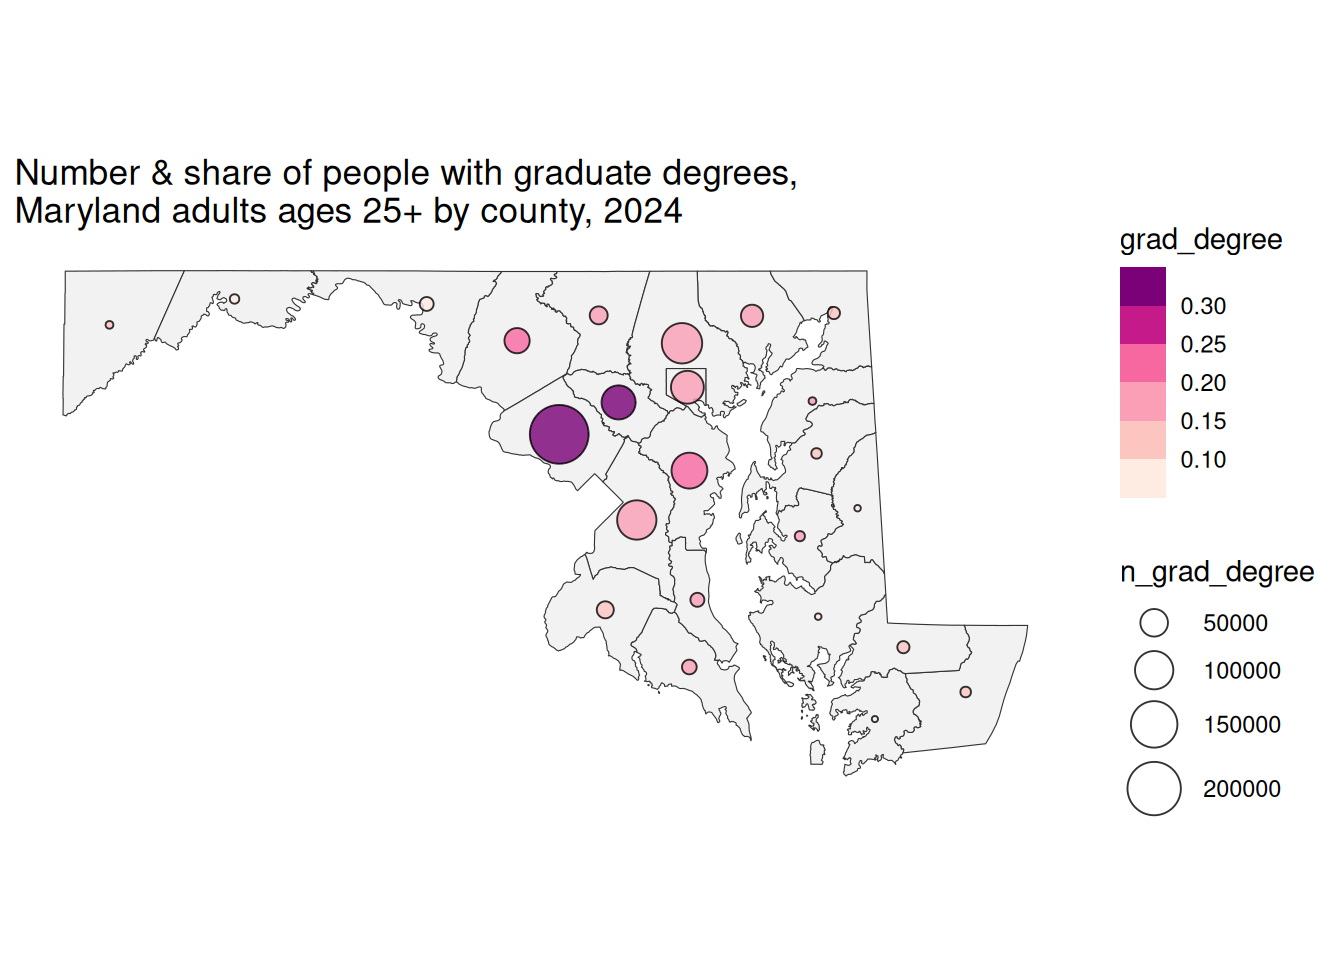 Number & share of people with graduate degrees,
Maryland adults ages 25+ by county, 2024
grad_degree
0.30
0.25
0.20
0.15
0.10
n_grad_degree
50000
100000
150000
200000